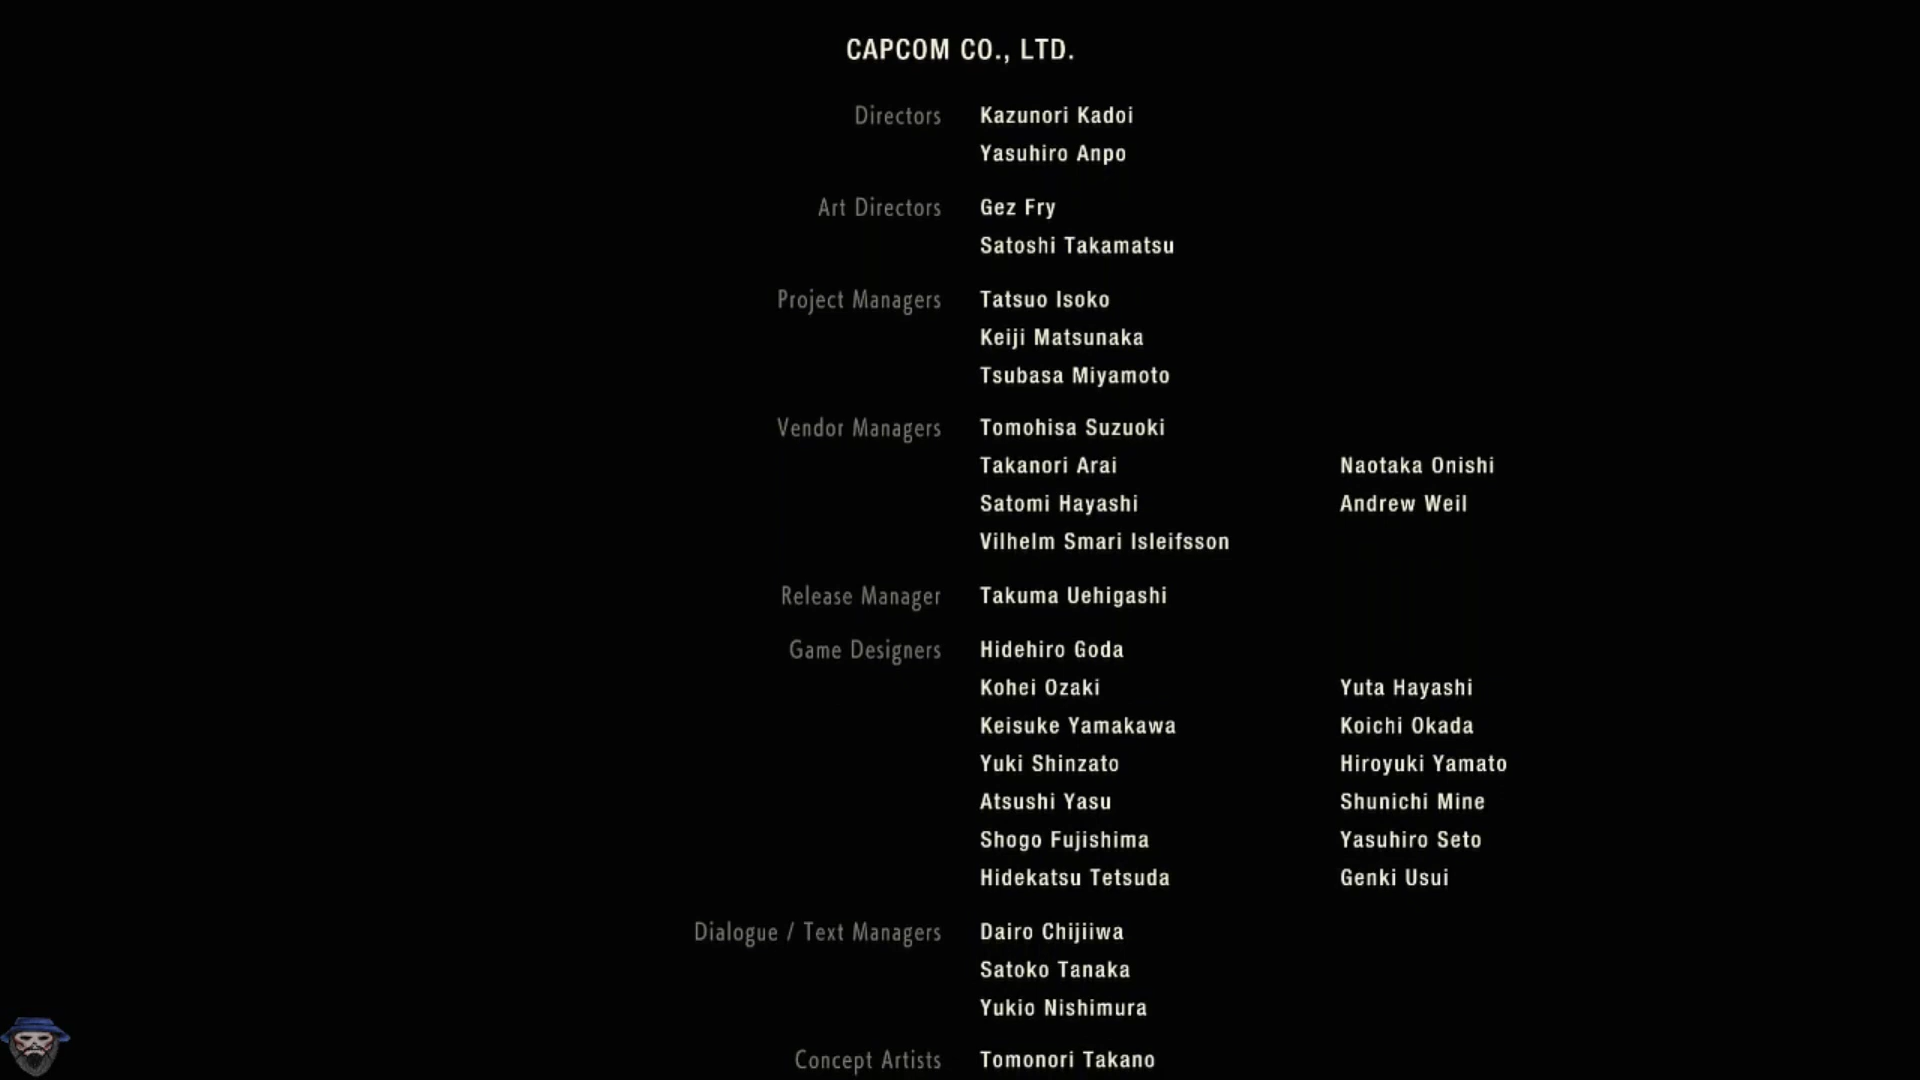 CAPCOM CO., LTD.
Directors Kazunori Kadoi
Yasuhiro Anpo
Art Directors Gez Fry
Satoshi Takamatsu
Project Managers Tatsuo Isoko
Keiji Matsunaka
Tsubasa Miyamoto
Vendor Managers Tomohisa Suzuoki
Takanori Arai Naotaka Onishi
Satomi Hayashi Andrew Weil
Vilhelm Smari Isleifsson
Release Manager Takuma Uehigashi
Game Designers Hidehiro Goda
Kohei Ozaki Yuta Hayashi
Keisuke Yamakawa Koichi Okada
Yuki Shinzato Hiroyuki Yamato
Atsushi Yasu Shunichi Mine
Shogo Fujishima Yasuhiro Seto
Hidekatsu Tetsuda Genki Usui
Dialogue / Text Managers Dairo Chijiiwa
Satoko Tanaka
Yukio Nishimura
Concept Artists Tomonori Takano